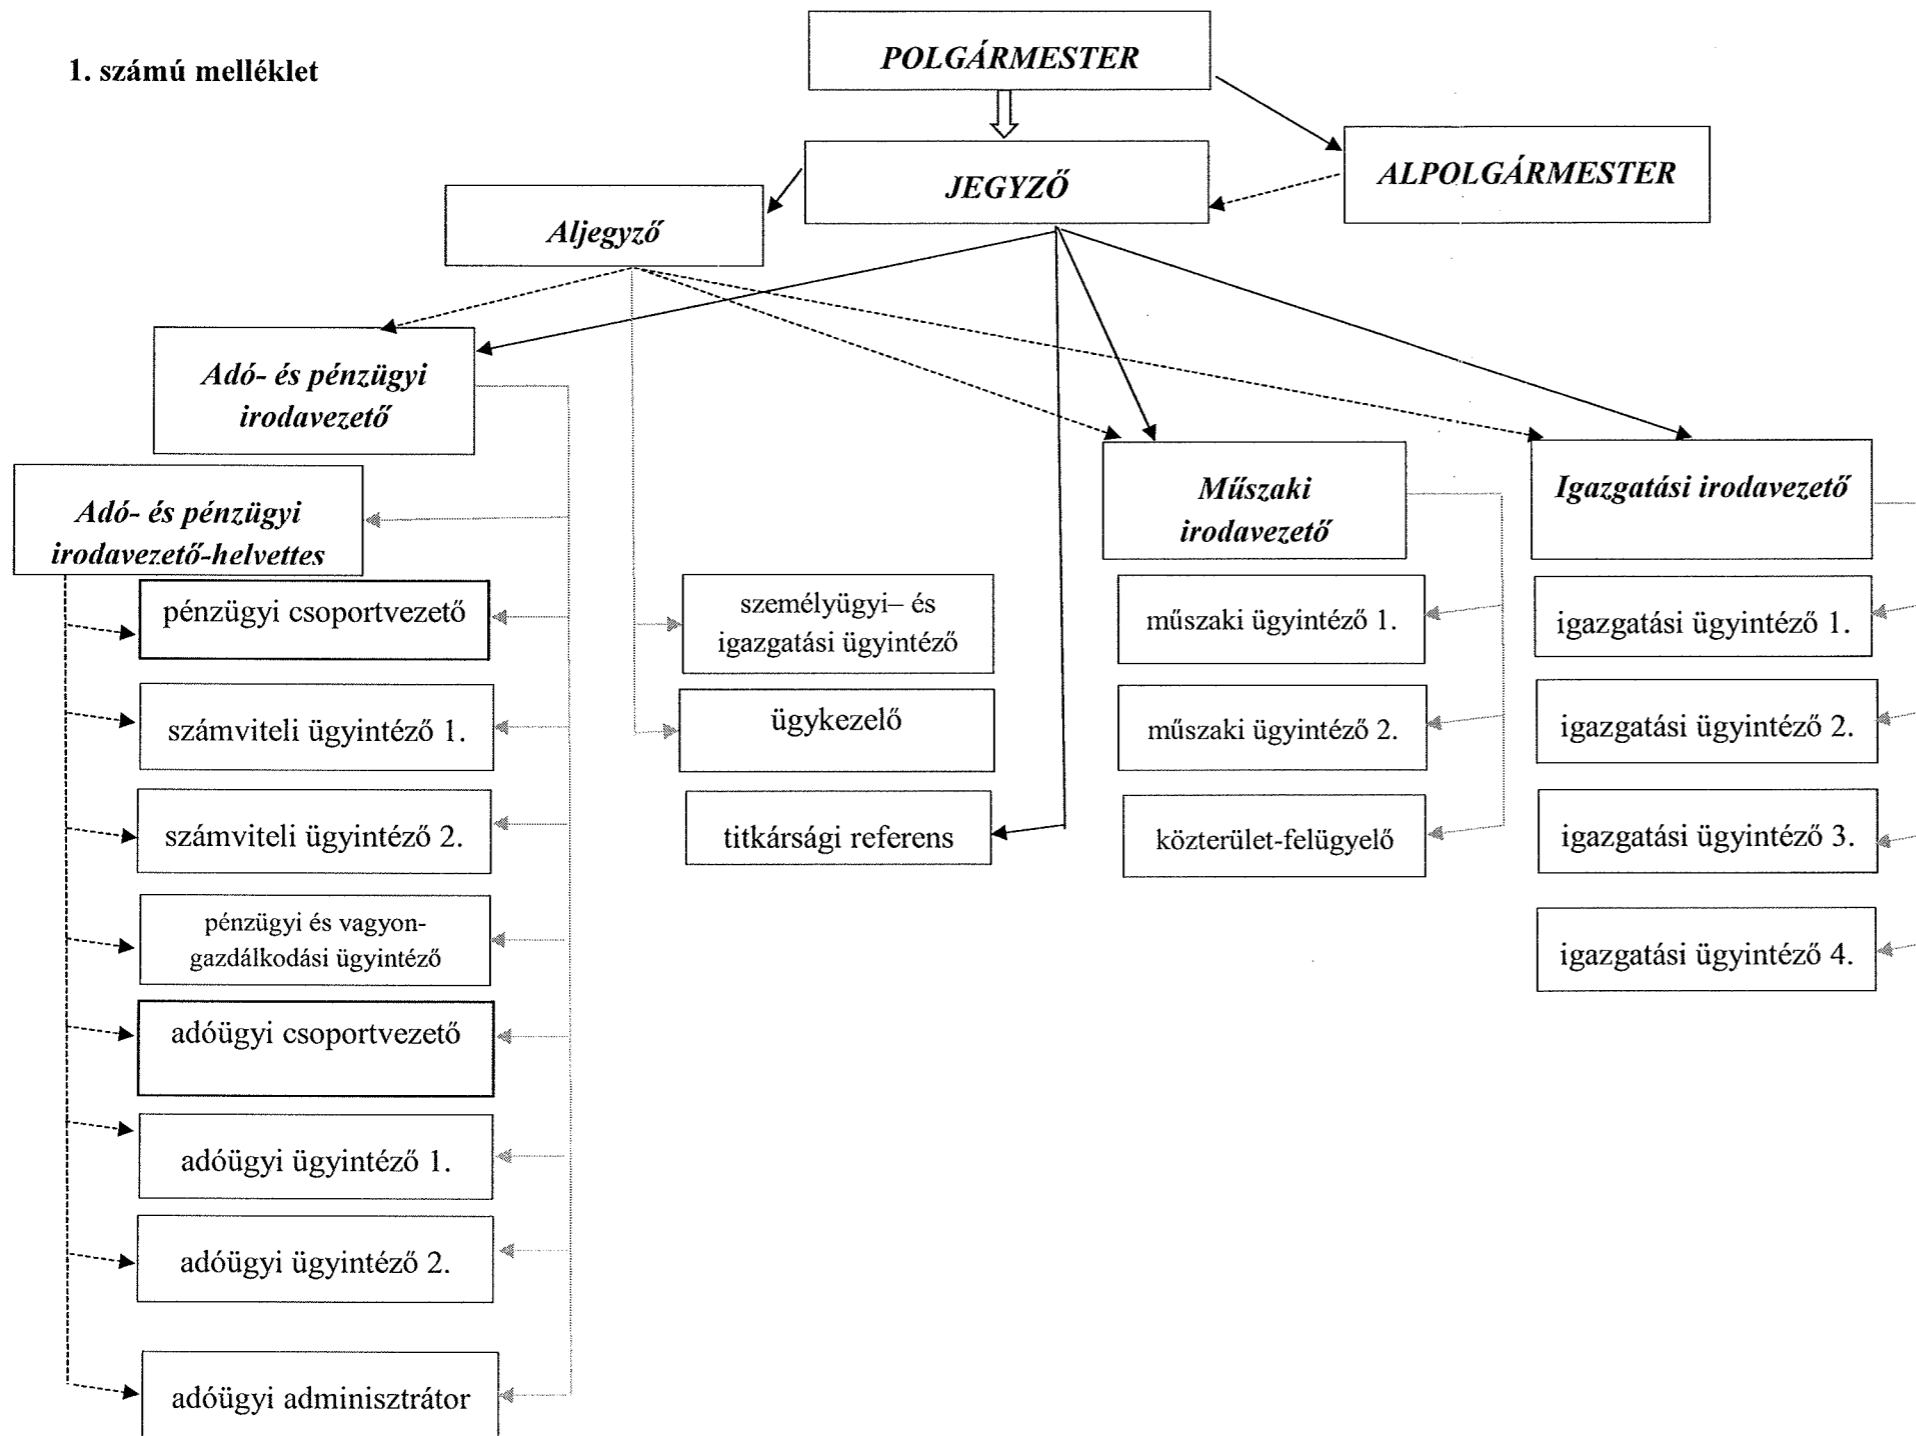 1. számú melléklet
POLGÁRMESTER
JEGYZŐ
ALPOLGÁRMESTER
Aljegyző
Adó- és pénzügyi
irodavezető
Adó- és pénzügyi
irodavezető-helvettes
pénzügyi csoportvezető
számviteli ügyintéző 1.
számviteli ügyintéző 2.
pénzügyi és vagyon-
gazdálkodási ügyintéző
adóügyi csoportvezető
adóügyi ügyintéző 1.
adóügyi ügyintéző 2.
adóügyi adminisztrátor
személyügyi– és
igazgatási ügyintéző
ügykezelő
titkársági referens
Műszaki
irodavezető
műszaki ügyintéző 1.
műszaki ügyintéző 2.
közterület-felügyelő
Igazgatási irodavezető
igazgatási ügyintéző 1.
igazgatási ügyintéző 2.
igazgatási ügyintéző 3.
igazgatási ügyintéző 4.